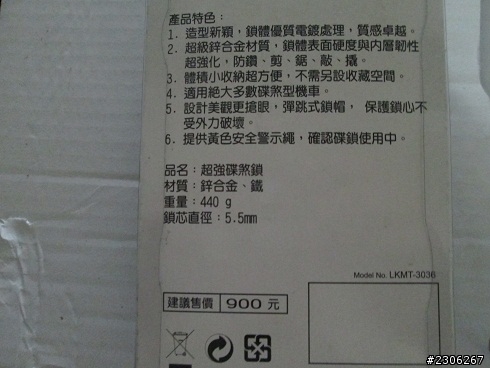 產品特色：
1. 造型新穎，鎖體優質電鍍處理，質感卓越。
2. 超級鋅合金材質，鎖體表面硬度與內層韌性
超強化，防鑽、剪、鋸、敲、撬。
3. 體積小收納超方便，不需另設收藏空間。
4. 適用絕大多數碟煞型機車。
5. 設計美觀更搶眼，彈跳式鎖帽， 保護鎖心不
受外力破壞。
6. 提供黃色安全警示繩，確認碟鎖使用中。
品名：超強碟煞鎖
材質：鋅合金、鐵
重量：440 g
鎖芯直徑：5.5mm
Model No. LKMT-3036
建議售價 900 元
#2306267